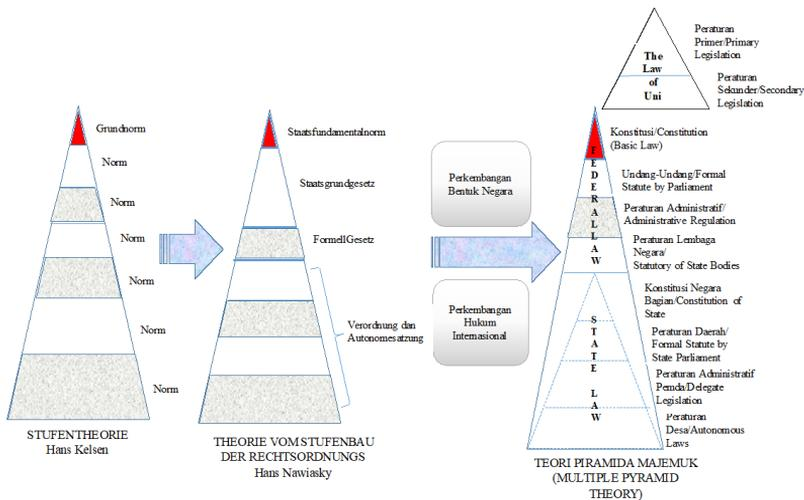 Grundnorm
Norm
Norm
Norm
Norm
Norm
Norm
STUFENTHEORIE
Hans Kelsen
Staatsfundamentalnorm
Staatsgrundgesetz
FormellGesetz
Verordnung dan
Autonomesatzung
THEORIE VOM STUFENBAU
DER RECHTSORDNUNGS
Hans Nawiasky
Perkembangan
Bentuk Negara
Perkembangan
Hukum
Internasional
The
Law
of
Uni
Peraturan
Primer/Primary
Legislation
Peraturan
Sekunder/Secondary
Legislation
FEDERAL LAW
Konstitusi/Constitution
(Basic Law)
Undang-Undang/Formal
Statute by Parliament
Peraturan Administratif/
Administrative Regulation
Peraturan Lembaga
Negara/
Statutory of State Bodies
STATE LAW
Konstitusi Negara
Bagian/Constitution of
State
Peraturan Daerah/
Formal Statute by
State Parliament
Peraturan Administratif
Pemda/Delegate
Legislation
Peraturan
Desa/Autonomous
Laws
TEORI PIRAMIDA MAJEMUK
(MULTIPLE PYRAMID
THEORY)